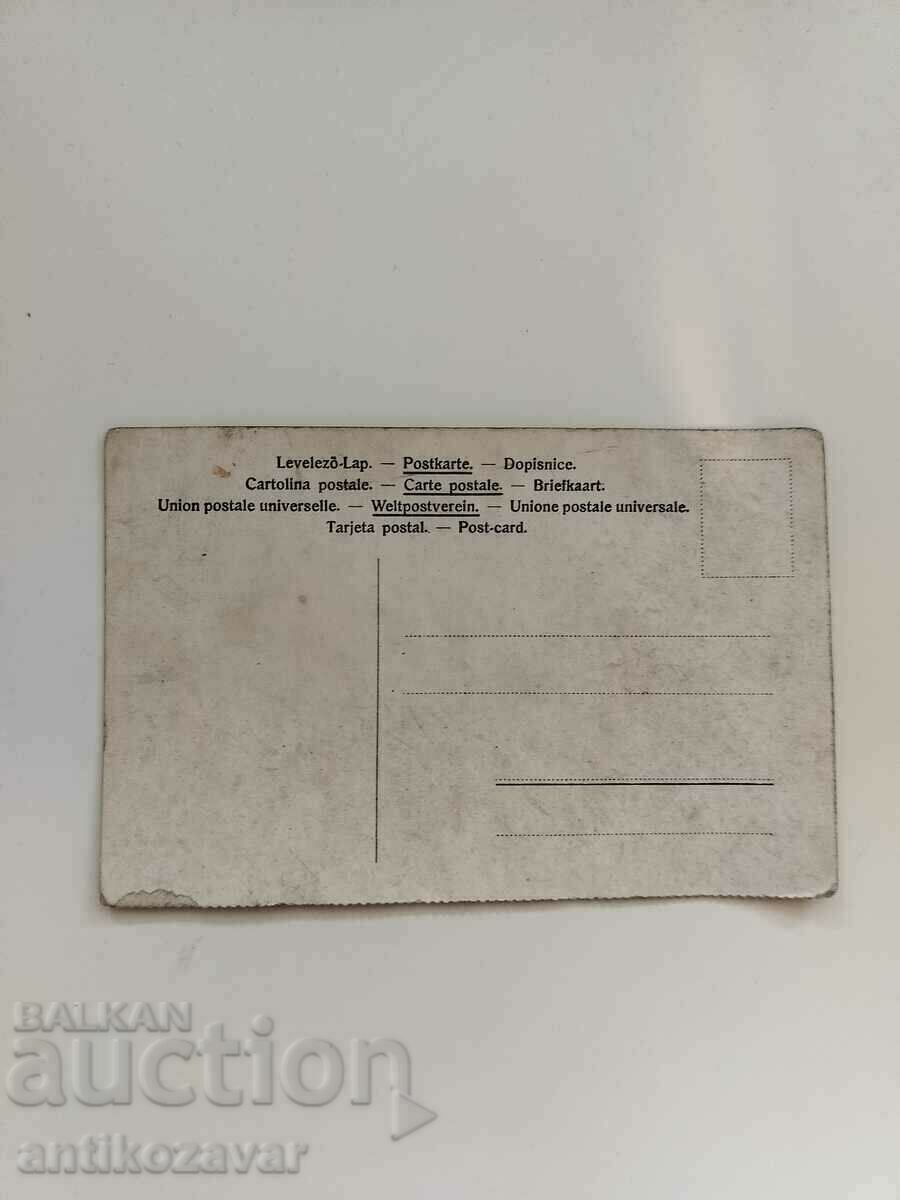 Levelezõ-Lap. — Postkarte. — Dopisnice.
Cartolina postale. — Carte postale. — Briefkaart.
Union postale universelle. — Weltpostverein. — Unione postale universale.
Tarjeta postal. — Post-card.
BALKAN
auction
antikozavar